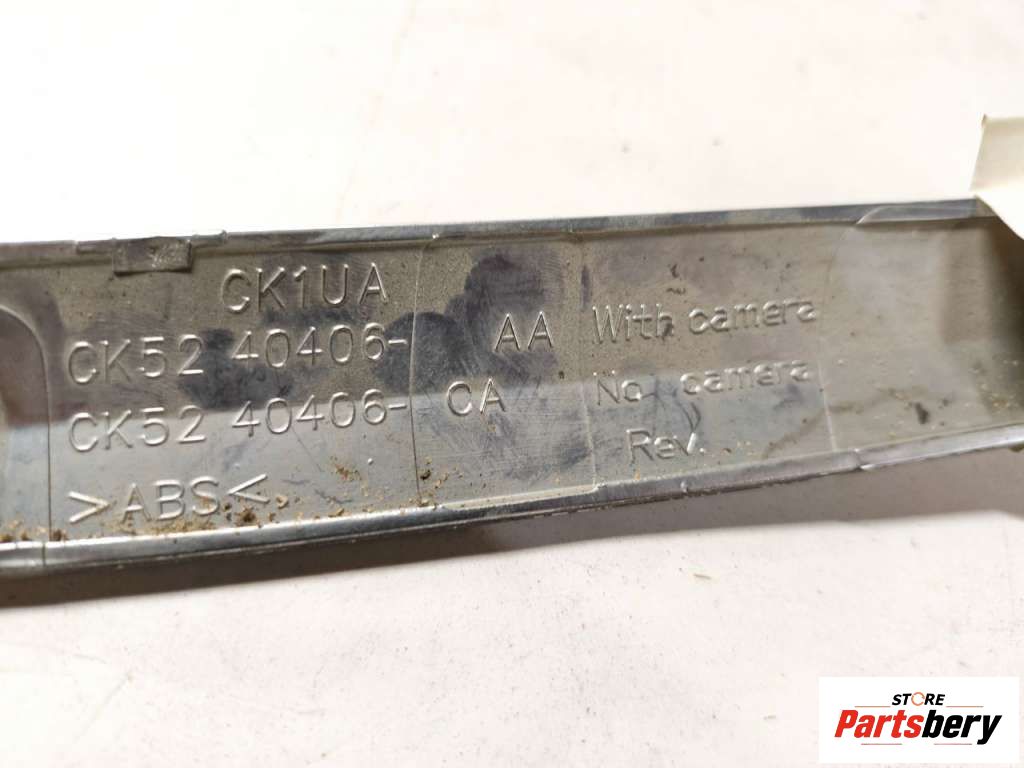 CK1UA
CK52 40406- AA With camera
CK52 40406- CA No camera
Rev.
>ABS<
STORE
Partsbery